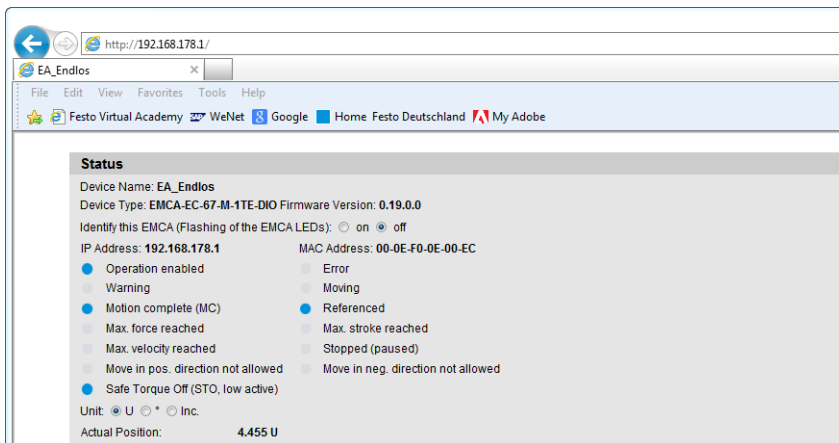 http://192.168.178.1/
EA_Endlos
File Edit View Favorites Tools Help
Festo Virtual Academy WeNet Google Home Festo Deutschland My Adobe
Status
Device Name: EA_Endlos
Device Type: EMCA-EC-67-M-1TE-DIO Firmware Version: 0.19.0.0
Identify this EMCA (Flashing of the EMCA LEDs): on off
IP Address: 192.168.178.1 MAC Address: 00-0E-F0-0E-00-EC
Operation enabled Error
Warning Moving
Motion complete (MC) Referenced
Max. force reached Max. stroke reached
Max. velocity reached Stopped (paused)
Move in pos. direction not allowed Move in neg. direction not allowed
Safe Torque Off (STO, low active)
Unit: U ° Inc.
Actual Position: 4.455 U